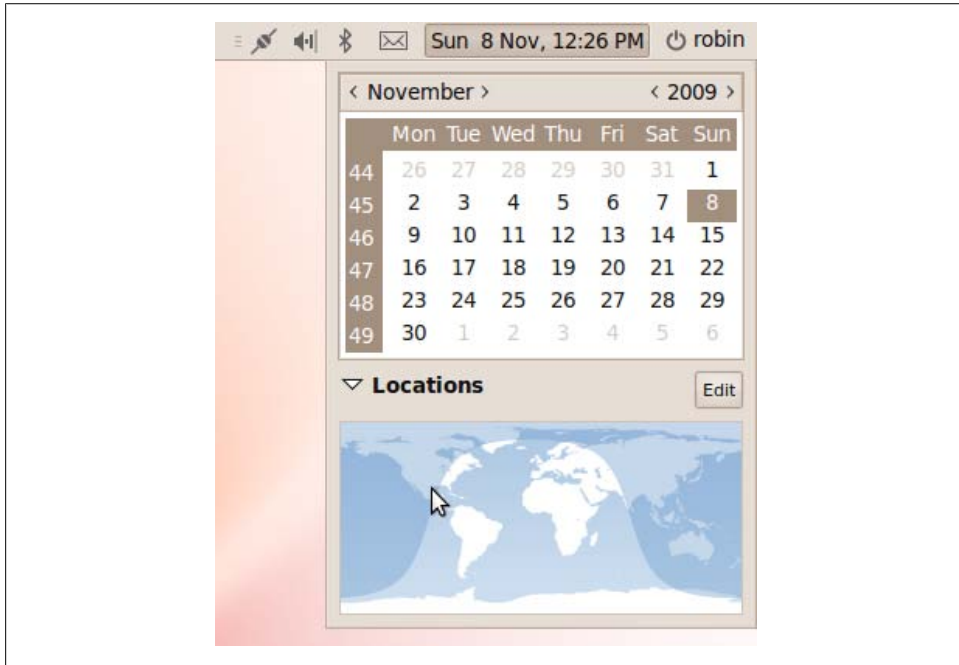 Sun 8 Nov, 12:26 PM robin
< November > < 2009 >
Mon Tue Wed Thu Fri Sat Sun
44 26 27 28 29 30 31 1
45 2 3 4 5 6 7 8
46 9 10 11 12 13 14 15
47 16 17 18 19 20 21 22
48 23 24 25 26 27 28 29
49 30 1 2 3 4 5 6
Locations Edit